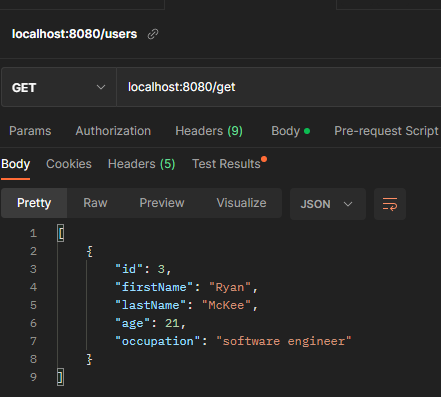 localhost:8080/users
GET localhost:8080/get
Params Authorization Headers (9) Body Pre-request Script
Body Cookies Headers (5) Test Results
Pretty Raw Preview Visualize JSON
1 [
2 {
3 "id": 3,
4 "firstName": "Ryan",
5 "lastName": "McKee",
6 "age": 21,
7 "occupation": "software engineer"
8 }
9 ]